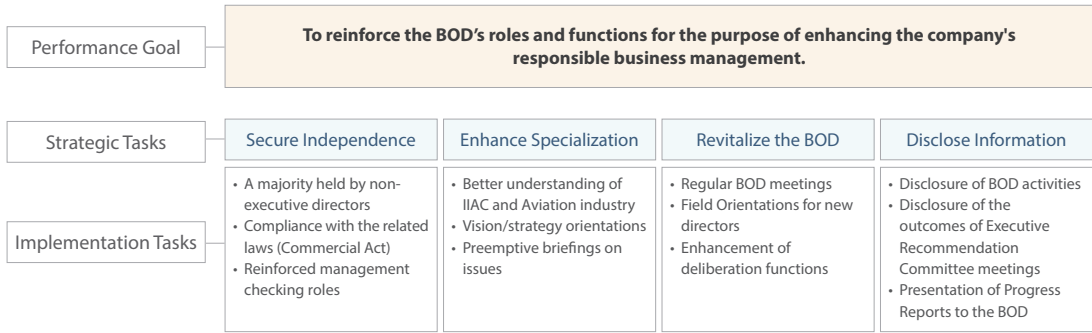 Performance Goal
To reinforce the BOD's roles and functions for the purpose of enhancing the company's
responsible business management.
Strategic Tasks
Secure Independence
Enhance Specialization
Revitalize the BOD
Disclose Information
Implementation Tasks
• A majority held by non-
executive directors
• Compliance with the related
laws (Commercial Act)
• Reinforced management
checking roles
• Better understanding of
IIAC and Aviation industry
• Vision/strategy orientations
• Preemptive briefings on
issues
• Regular BOD meetings
• Field Orientations for new
directors
• Enhancement of
deliberation functions
• Disclosure of BOD activities
• Disclosure of the
outcomes of Executive
Recommendation
Committee meetings
• Presentation of Progress
Reports to the BOD